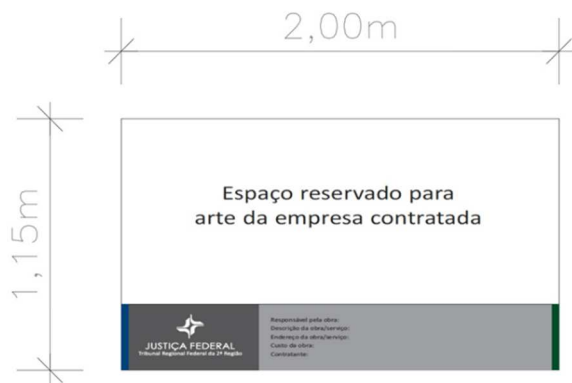 2,00m
1,15m
Espaço reservado para
arte da empresa contratada
JUSTIÇA FEDERAL
Tribunal Regional Federal da 2ª Região
Responsável pela obra:
Descrição da obra/serviço:
Endereço da obra/serviço:
Custo da obra:
Contratante: